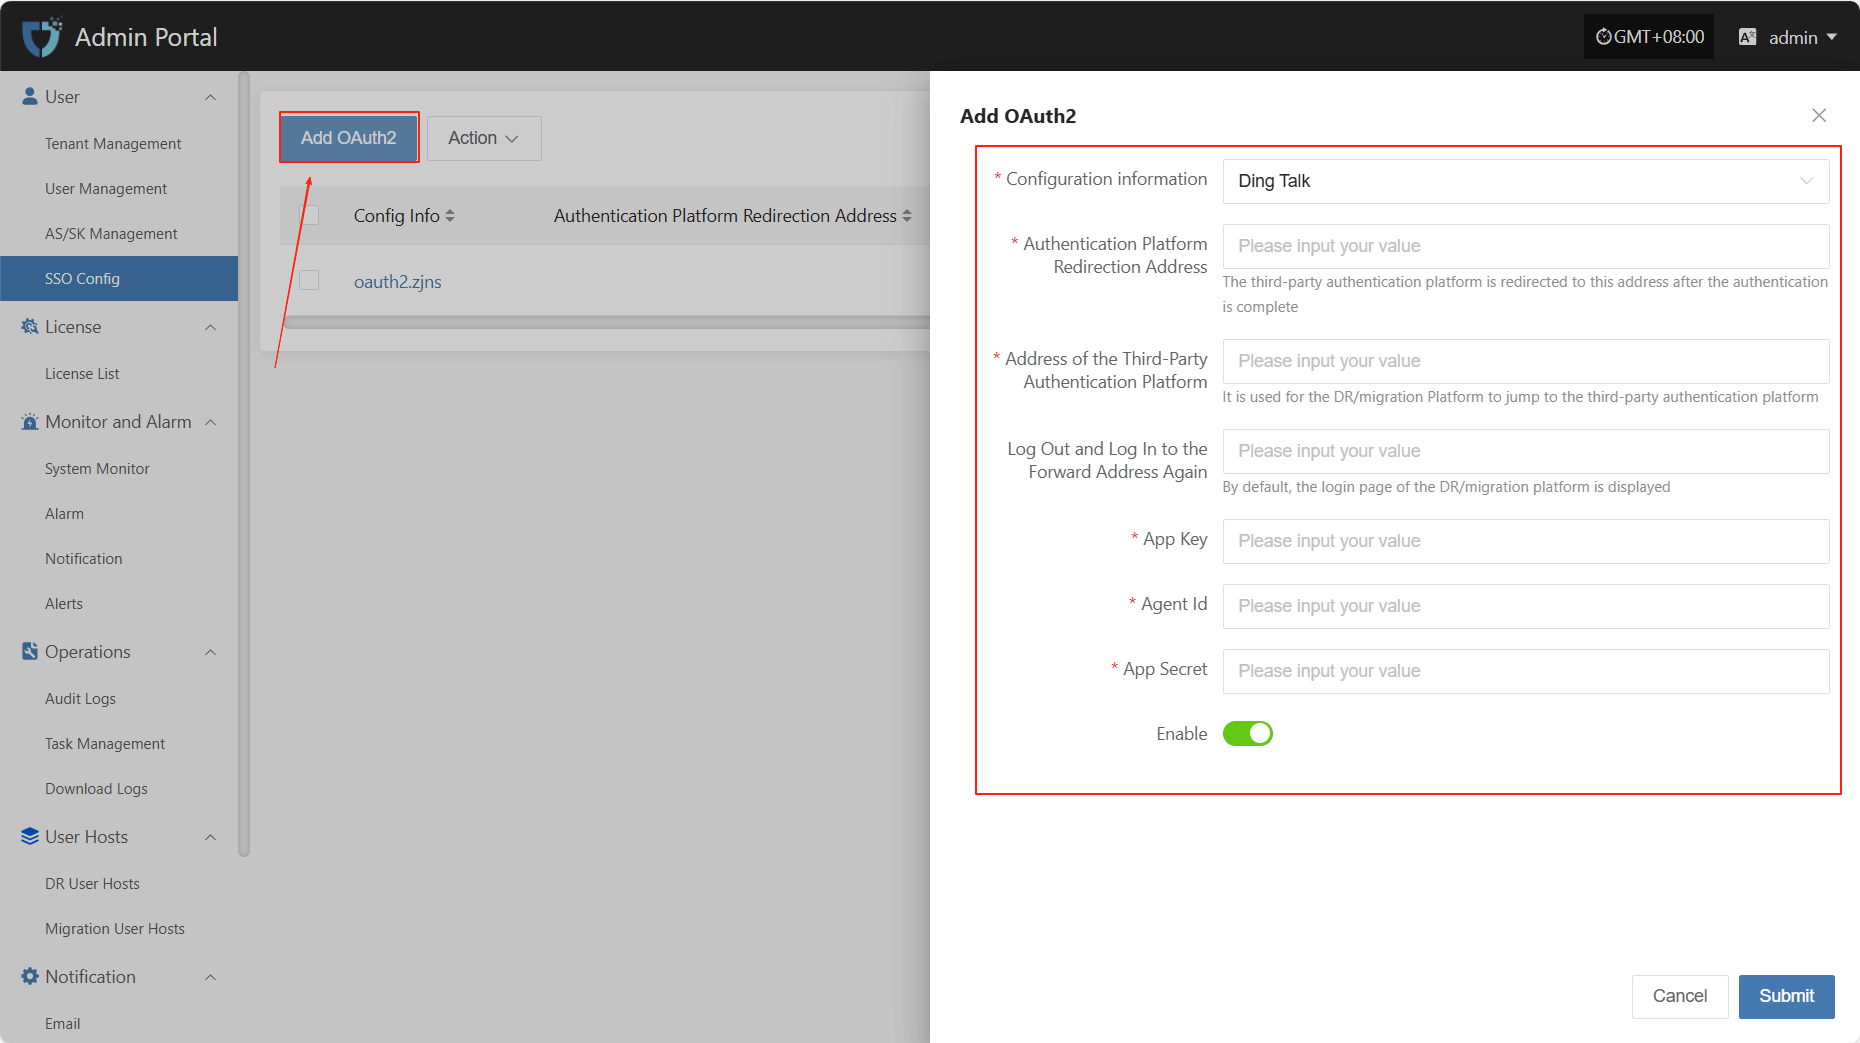 Admin Portal
GMT+08:00
admin
User
Tenant Management
User Management
AS/SK Management
SSO Config
License
License List
Monitor and Alarm
System Monitor
Alarm
Notification
Alerts
Operations
Audit Logs
Task Management
Download Logs
User Hosts
DR User Hosts
Migration User Hosts
Notification
Email
Add OAuth2
Action
Config Info
Authentication Platform Redirection Address
oauth2.zjns
Add OAuth2
* Configuration information
Ding Talk
* Authentication Platform
Redirection Address
Please input your value
The third-party authentication platform is redirected to this address after the authentication
is complete
* Address of the Third-Party
Authentication Platform
Please input your value
It is used for the DR/migration Platform to jump to the third-party authentication platform
Log Out and Log In to the
Forward Address Again
Please input your value
By default, the login page of the DR/migration platform is displayed
* App Key
Please input your value
* Agent Id
Please input your value
* App Secret
Please input your value
Enable
Cancel
Submit